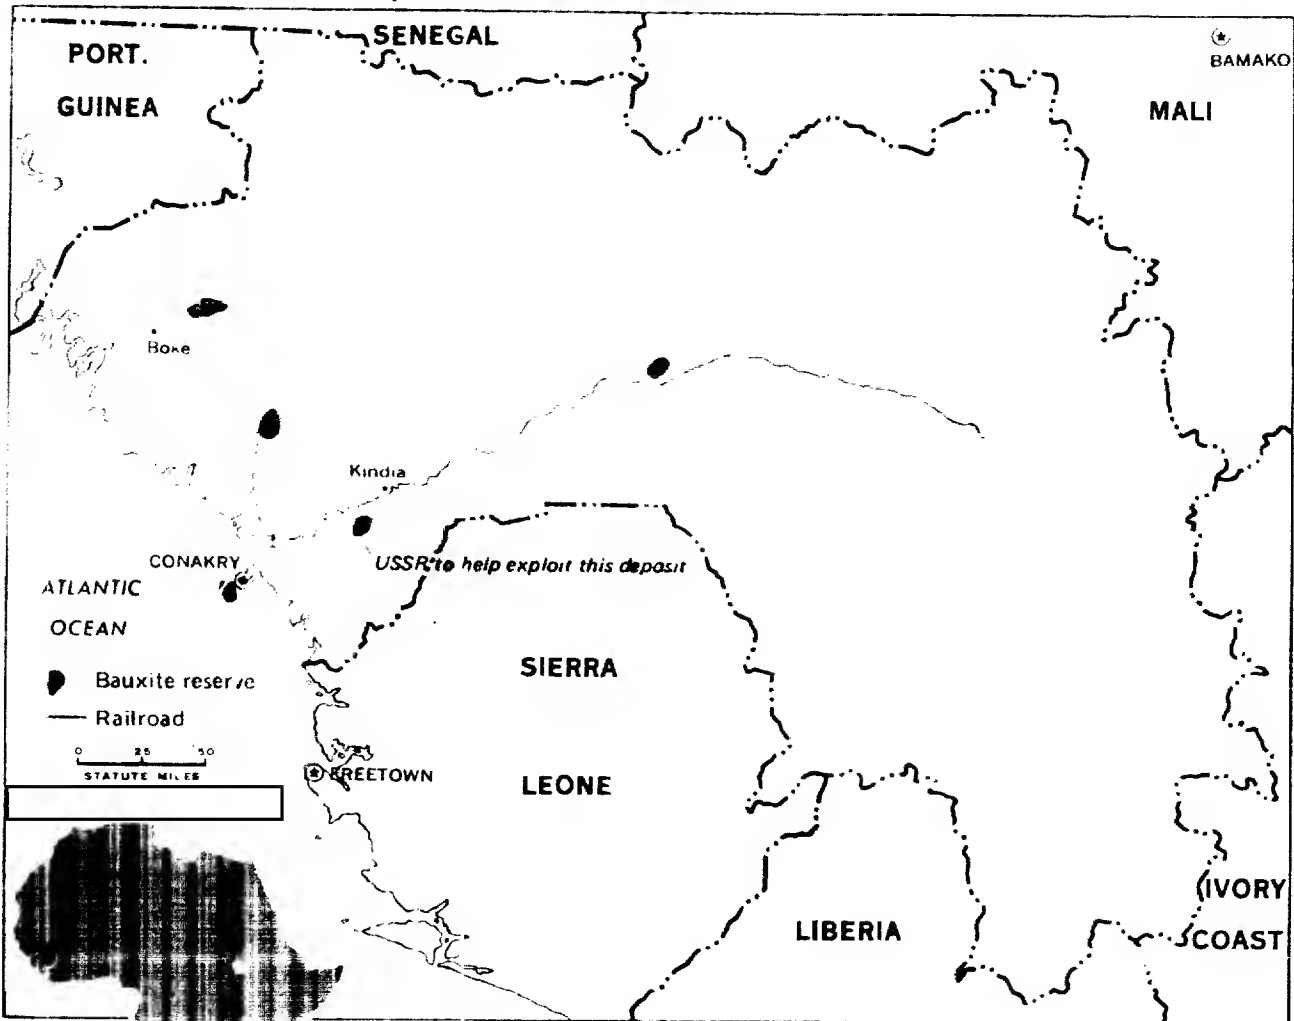 SENEGAL
PORT.
GUINEA
BAMAKO
MALI
Boke
Kindia
CONAKRY
USSR to help exploit this deposit
ATLANTIC
OCEAN
SIERRA
LEONE
Bauxite reserve
Railroad
0 25 50
STATUTE MILES
FREETOWN
LIBERIA
IVORY
COAST